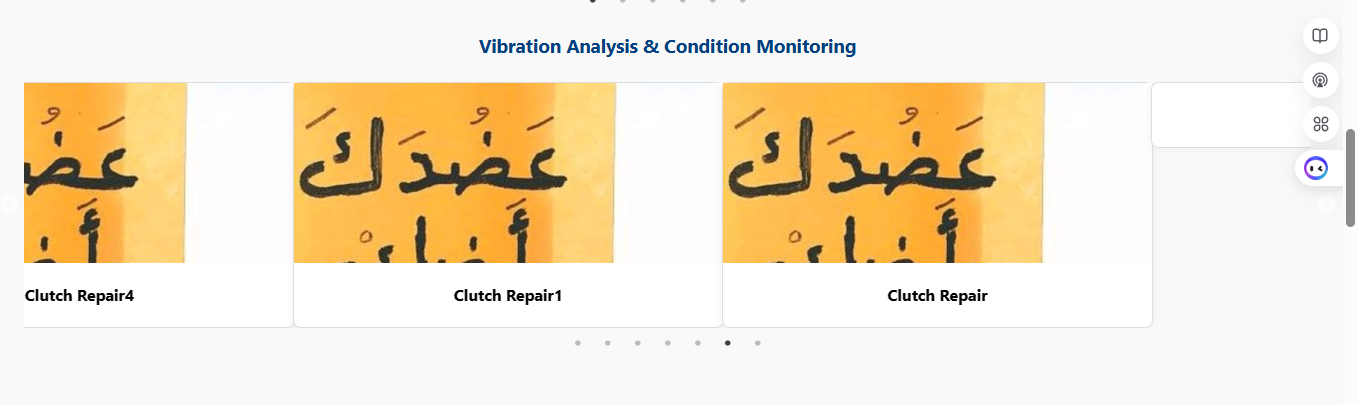 Vibration Analysis & Condition Monitoring
عَضُدَكَ
عَضُدَكَ
Clutch Repair4
Clutch Repair1
Clutch Repair